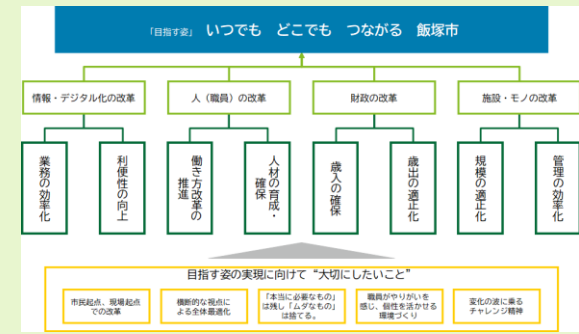 「目指す姿」 いつでも どこでも つながる 飯塚市
情報・デジタル化の改革
人（職員）の改革
財政の改革
施設・モノの改革
業務の効率化
利便性の向上
働き方改革の
推進
人材の育成・
確保
歳入の確保
歳出の適正化
規模の適正化
管理の効率化
目指す姿の実現に向けて“大切にしたいこと”
市民起点、現場起点
での改革
横断的な視点に
よる全体最適化
「本当に必要なもの」
は残し「ムダなもの」
は捨てる。
職員がやりがいを
感じ、個性を活かせる
環境づくり
変化の波に乗る
チャレンジ精神